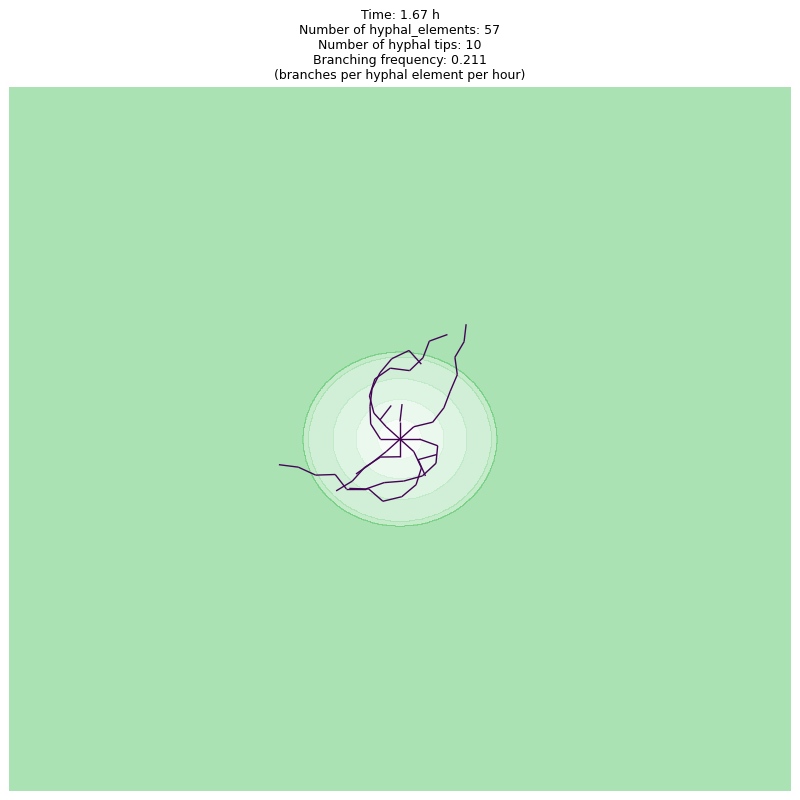 Time: 1.67 h
Number of hyphal_elements: 57
Number of hyphal tips: 10
Branching frequency: 0.211
(branches per hyphal element per hour)